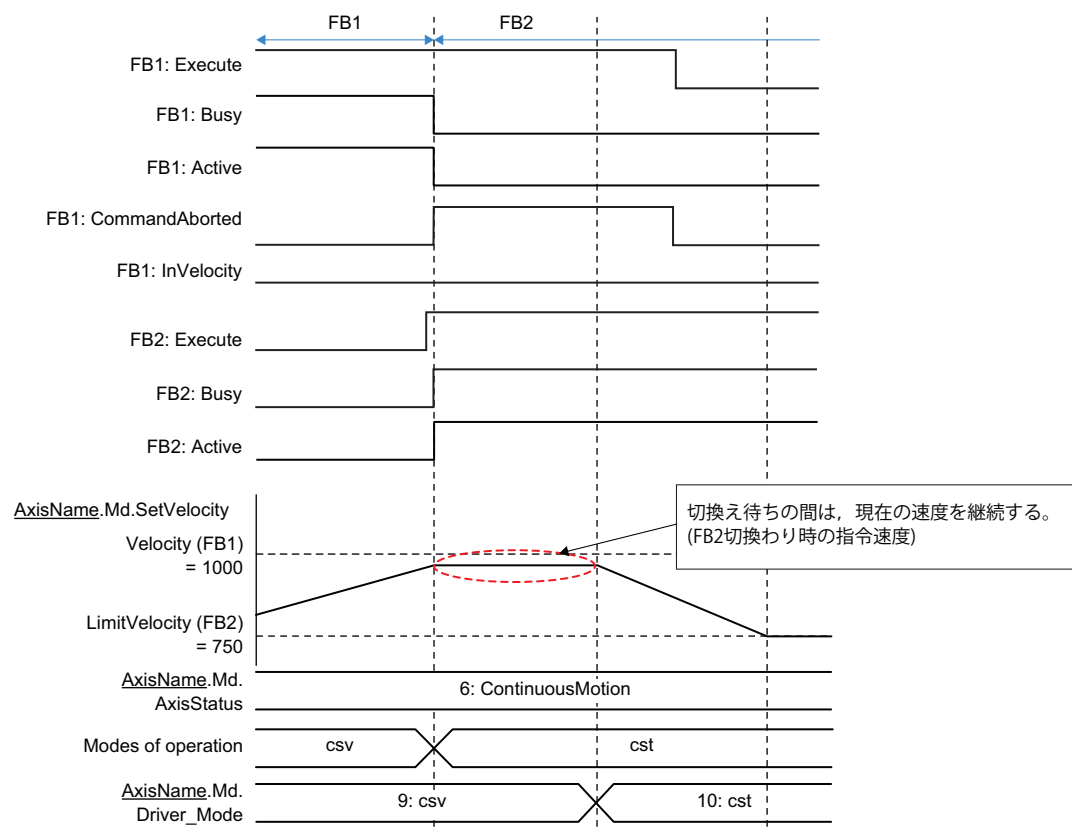 FB1 FB2
FB1: Execute
FB1: Busy
FB1: Active
FB1: CommandAborted
FB1: InVelocity
FB2: Execute
FB2: Busy
FB2: Active
AxisName.Md.SetVelocity
Velocity (FB1)
= 1000
切換え待ちの間は，現在の速度を継続する。
(FB2切換わり時の指令速度)
LimitVelocity (FB2)
= 750
AxisName.Md.
AxisStatus
6: ContinuousMotion
Modes of operation
csv cst
AxisName.Md.
Driver_Mode
9: csv 10: cst